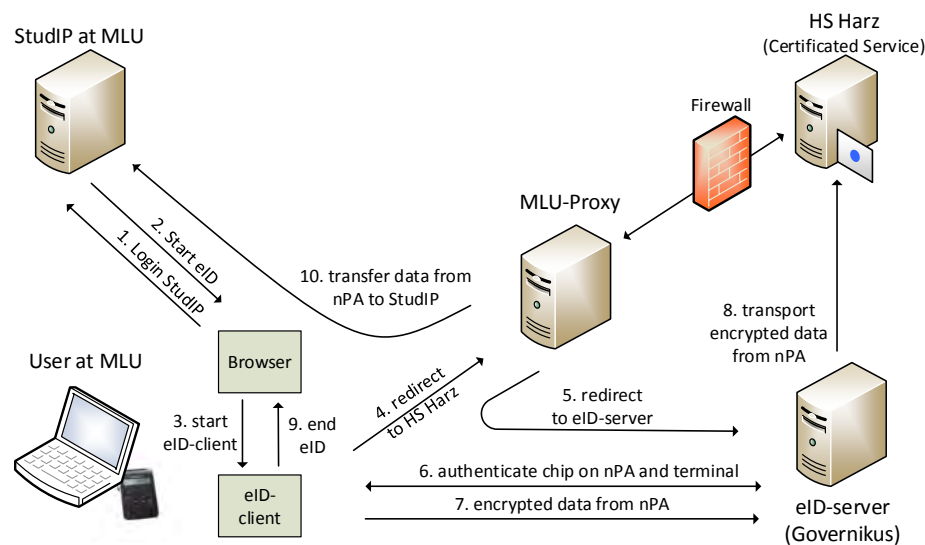 StudIP at MLU
HS Harz
(Certificated Service)
Firewall
MLU-Proxy
1. Login StudIP
2. Start eID
10. transfer data from
nPA to StudIP
8. transport
encrypted data
from nPA
User at MLU
Browser
3. start
eID-client
9. end
eID
4. redirect
to HS Harz
5. redirect
to eID-server
6. authenticate chip on nPA and terminal
7. encrypted data from nPA
eID-
client
eID-server
(Governikus)